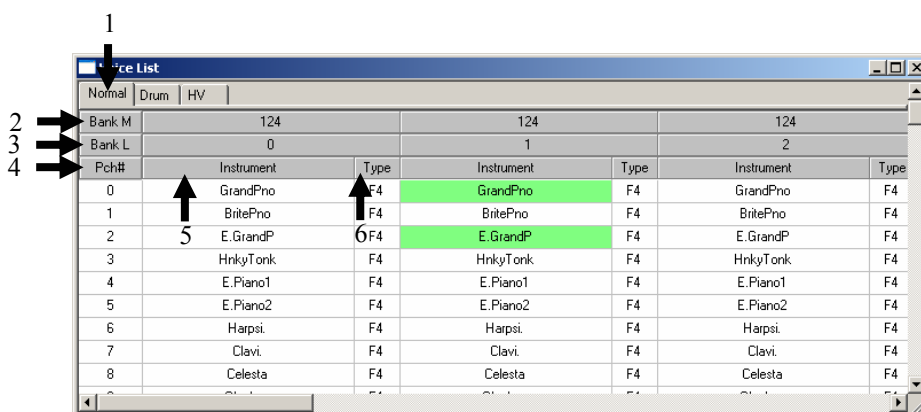 1
Voice List
Normal Drum HV
2 Bank M 124 124 124
3 Bank L 0 1 2
4 Pch# Instrument Type Instrument Type Instrument Type
0 GrandPno F4 GrandPno F4 GrandPno F4
1 BritePno F4 BritePno F4 BritePno F4
5 6
2 E.GrandP F4 E.GrandP F4 E.GrandP F4
3 HnkyTonk F4 HnkyTonk F4 HnkyTonk F4
4 E.Piano1 F4 E.Piano1 F4 E.Piano1 F4
5 E.Piano2 F4 E.Piano2 F4 E.Piano2 F4
6 Harpsi. F4 Harpsi. F4 Harpsi. F4
7 Clavi. F4 Clavi. F4 Clavi. F4
8 Celesta F4 Celesta F4 Celesta F4